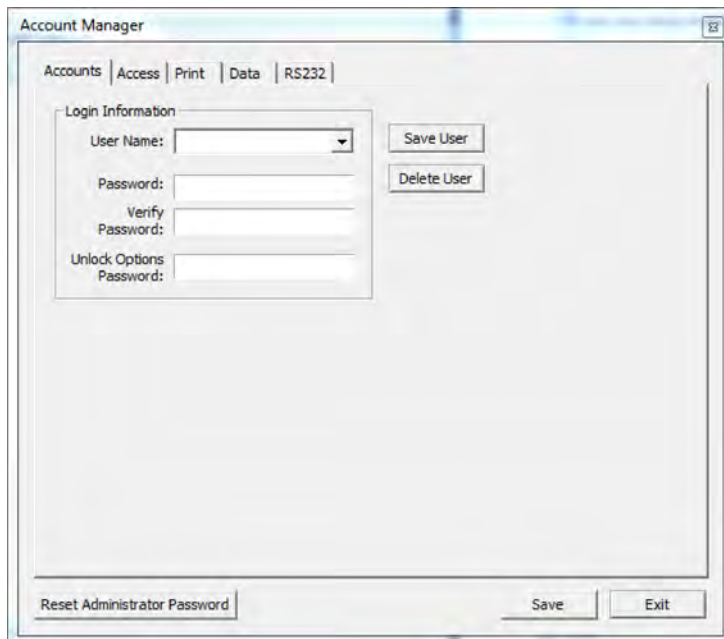 Account Manager
Accounts Access Print Data RS232
Login Information
User Name:
Save User
Password:
Delete User
Verify
Password:
Unlock Options
Password:
Reset Administrator Password
Save
Exit